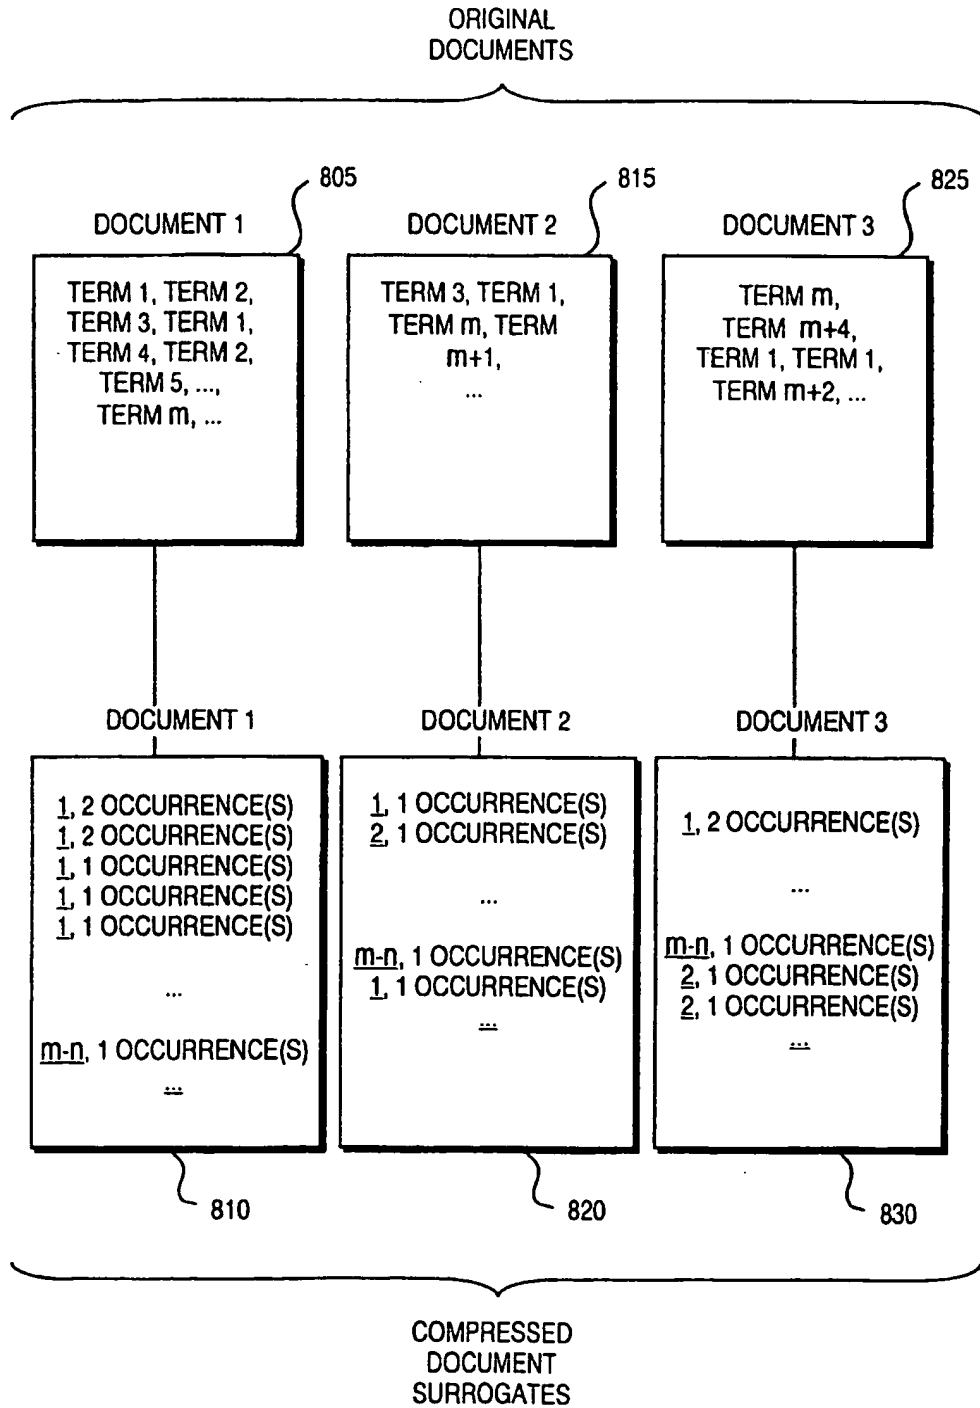 ORIGINAL
DOCUMENTS
805
815
825
DOCUMENT 1
DOCUMENT 2
DOCUMENT 3
TERM 1, TERM 2,
TERM 3, TERM 1,
TERM 4, TERM 2,
TERM 5, ...,
TERM m, ...
TERM 3, TERM 1,
TERM m, TERM
m+1,
...
TERM m,
TERM m+4,
TERM 1, TERM 1,
TERM m+2, ...
DOCUMENT 1
DOCUMENT 2
DOCUMENT 3
1, 2 OCCURRENCE(S)
1, 2 OCCURRENCE(S)
1, 1 OCCURRENCE(S)
1, 1 OCCURRENCE(S)
1, 1 OCCURRENCE(S)
...
m-n, 1 OCCURRENCE(S)
...
1, 1 OCCURRENCE(S)
2, 1 OCCURRENCE(S)
...
m-n, 1 OCCURRENCE(S)
1, 1 OCCURRENCE(S)
...
1, 2 OCCURRENCE(S)
...
m-n, 1 OCCURRENCE(S)
2, 1 OCCURRENCE(S)
2, 1 OCCURRENCE(S)
...
810
820
830
COMPRESSED
DOCUMENT
SURROGATES